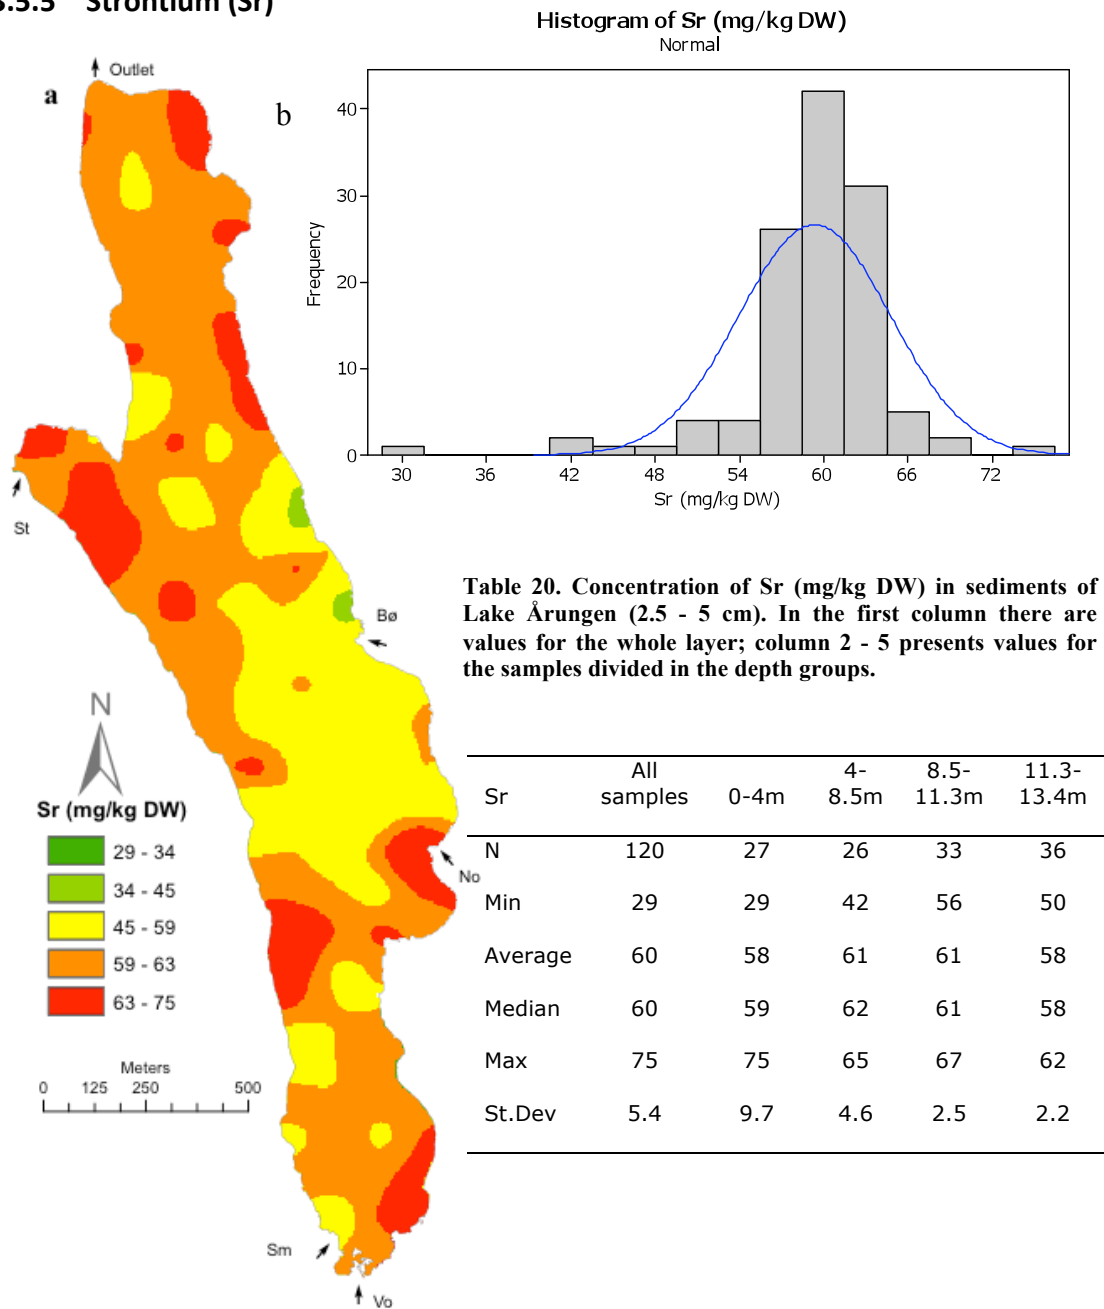 Strontium (Sr)
Histogram of Sr (mg/kg DW)
Normal
Outlet
a
b
40
30
20
10
0
Frequency
30 36 42 48 54 60 66 72
Sr (mg/kg DW)
St
Bø
No
Sm
Vo
N
Sr (mg/kg DW)
29 - 34
34 - 45
45 - 59
59 - 63
63 - 75
Meters
0 125 250 500
Table 20. Concentration of Sr (mg/kg DW) in sediments of
Lake Årungen (2.5 - 5 cm). In the first column there are
values for the whole layer; column 2 - 5 presents values for
the samples divided in the depth groups.
All 4- 8.5- 11.3-
Sr samples 0-4m 8.5m 11.3m 13.4m
N 120 27 26 33 36
Min 29 29 42 56 50
Average 60 58 61 61 58
Median 60 59 62 61 58
Max 75 75 65 67 62
St.Dev 5.4 9.7 4.6 2.5 2.2